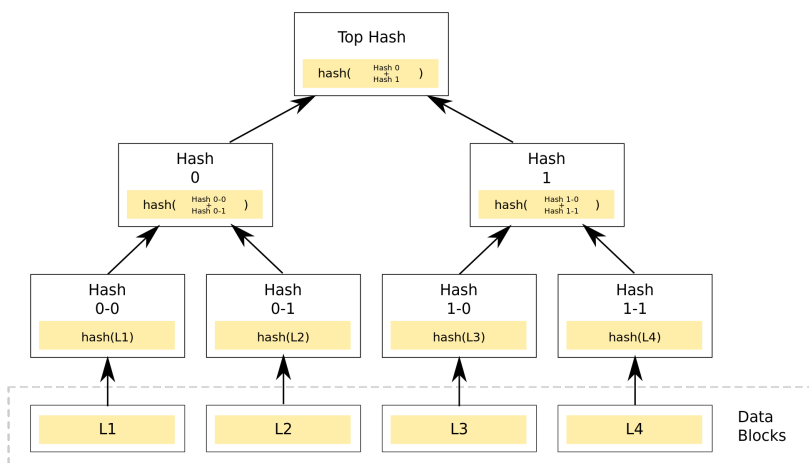 Top Hash
hash( Hash 0 + Hash 1 )
Hash
0
hash( Hash 0-0 + Hash 0-1 )
Hash
1
hash( Hash 1-0 + Hash 1-1 )
Hash
0-0
hash(L1)
Hash
0-1
hash(L2)
Hash
1-0
hash(L3)
Hash
1-1
hash(L4)
L1
L2
L3
L4
Data
Blocks